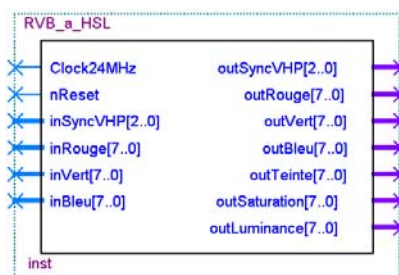 RVB_a_HSL
Clock24MHz outSyncVHP[2..0]
nReset outRouge[7..0]
inSyncVHP[2..0] outVert[7..0]
inRouge[7..0] outBleu[7..0]
inVert[7..0] outTeinte[7..0]
inBleu[7..0] outSaturation[7..0]
outLuminance[7..0]
inst